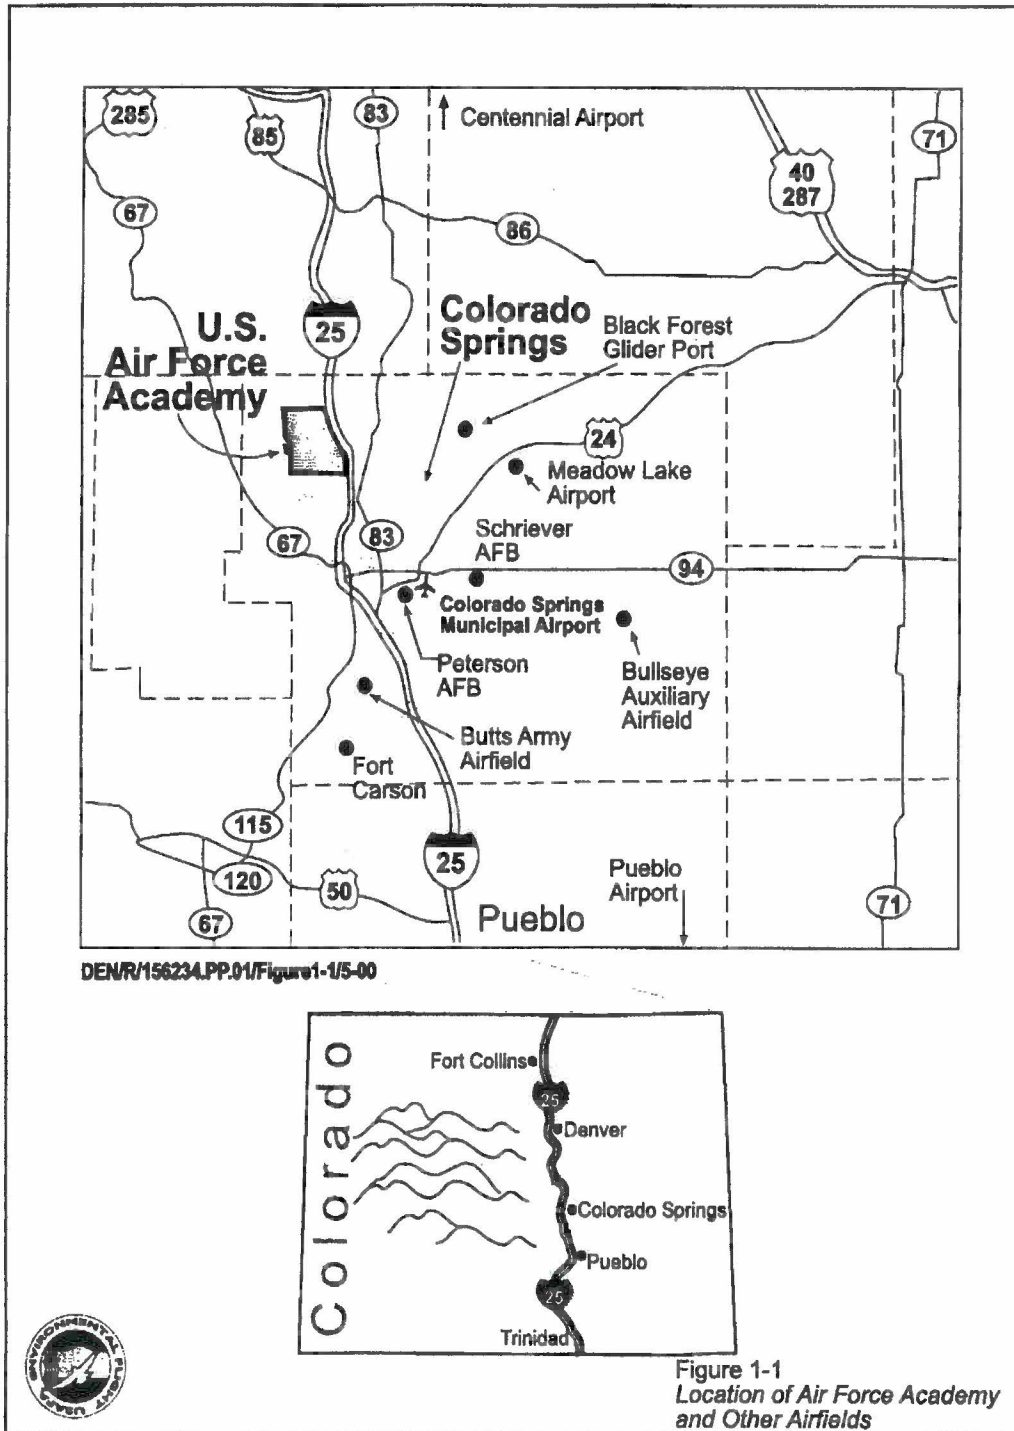 285
85
83
Centennial Airport
71
40
287
67
86
25
Colorado
Springs
Black Forest
Glider Port
U.S.
Air Force
Academy
24
Meadow Lake
Airport
Schriever
AFB
67
83
94
Colorado Springs
Municipal Airport
Peterson
AFB
Bullseye
Auxiliary
Airfield
Butts Army
Airfield
Fort
Carson
115
120
50
25
Pueblo
Airport
71
67
Pueblo
DEN/R/156234.PP.01/Figure1-1/5-00
Colorado
Fort Collins
25
Denver
Colorado Springs
Pueblo
25
Trinidad
ENVIRONMENTAL FLIGHT USAFA
Figure 1-1
Location of Air Force Academy
and Other Airfields